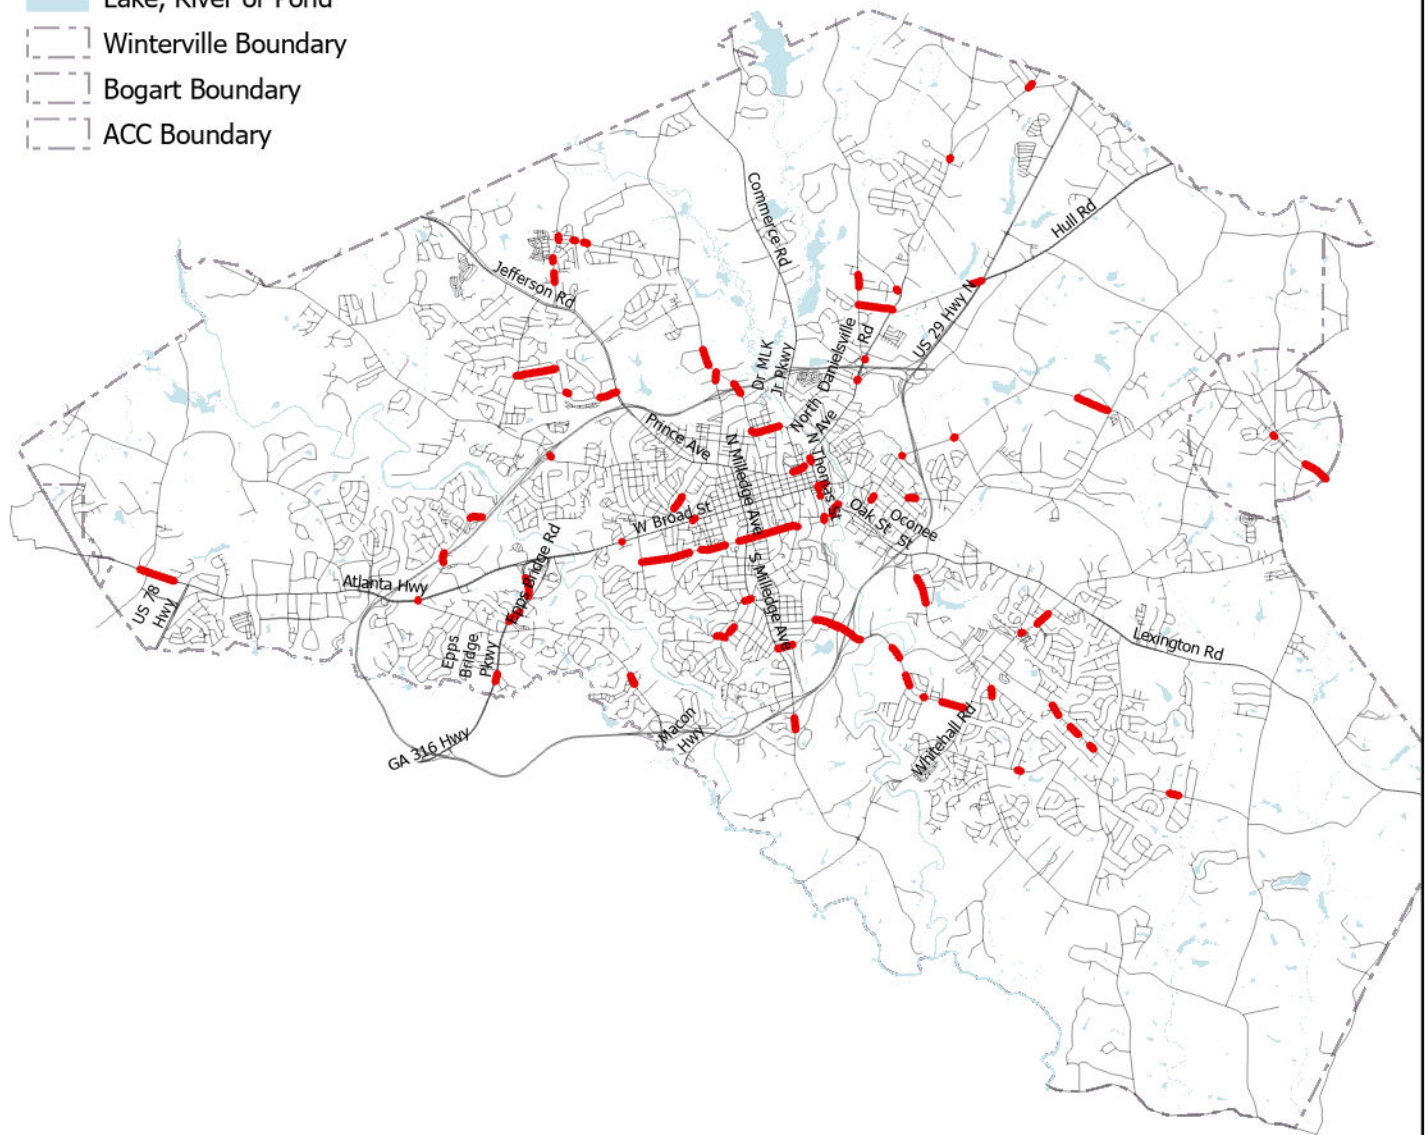 Lake, River or Pond
Winterville Boundary
Bogart Boundary
ACC Boundary
Commerce Rd
Hull Rd
Jefferson Rd
US 29 Hwy N
Dr MLK
Jr Pkwy
North Danielsville
Rd
North Ave
Prince Ave
N Milledge Ave
N Thomas St
W Broad St
Oak St
Oconee
St
Atlanta Hwy
US 78
Hwy
Epps Bridge Rd
S Milledge Ave
Epps
Bridge
Pkwy
Lexington Rd
Macon
Hwy
Whitehall Rd
GA 316 Hwy